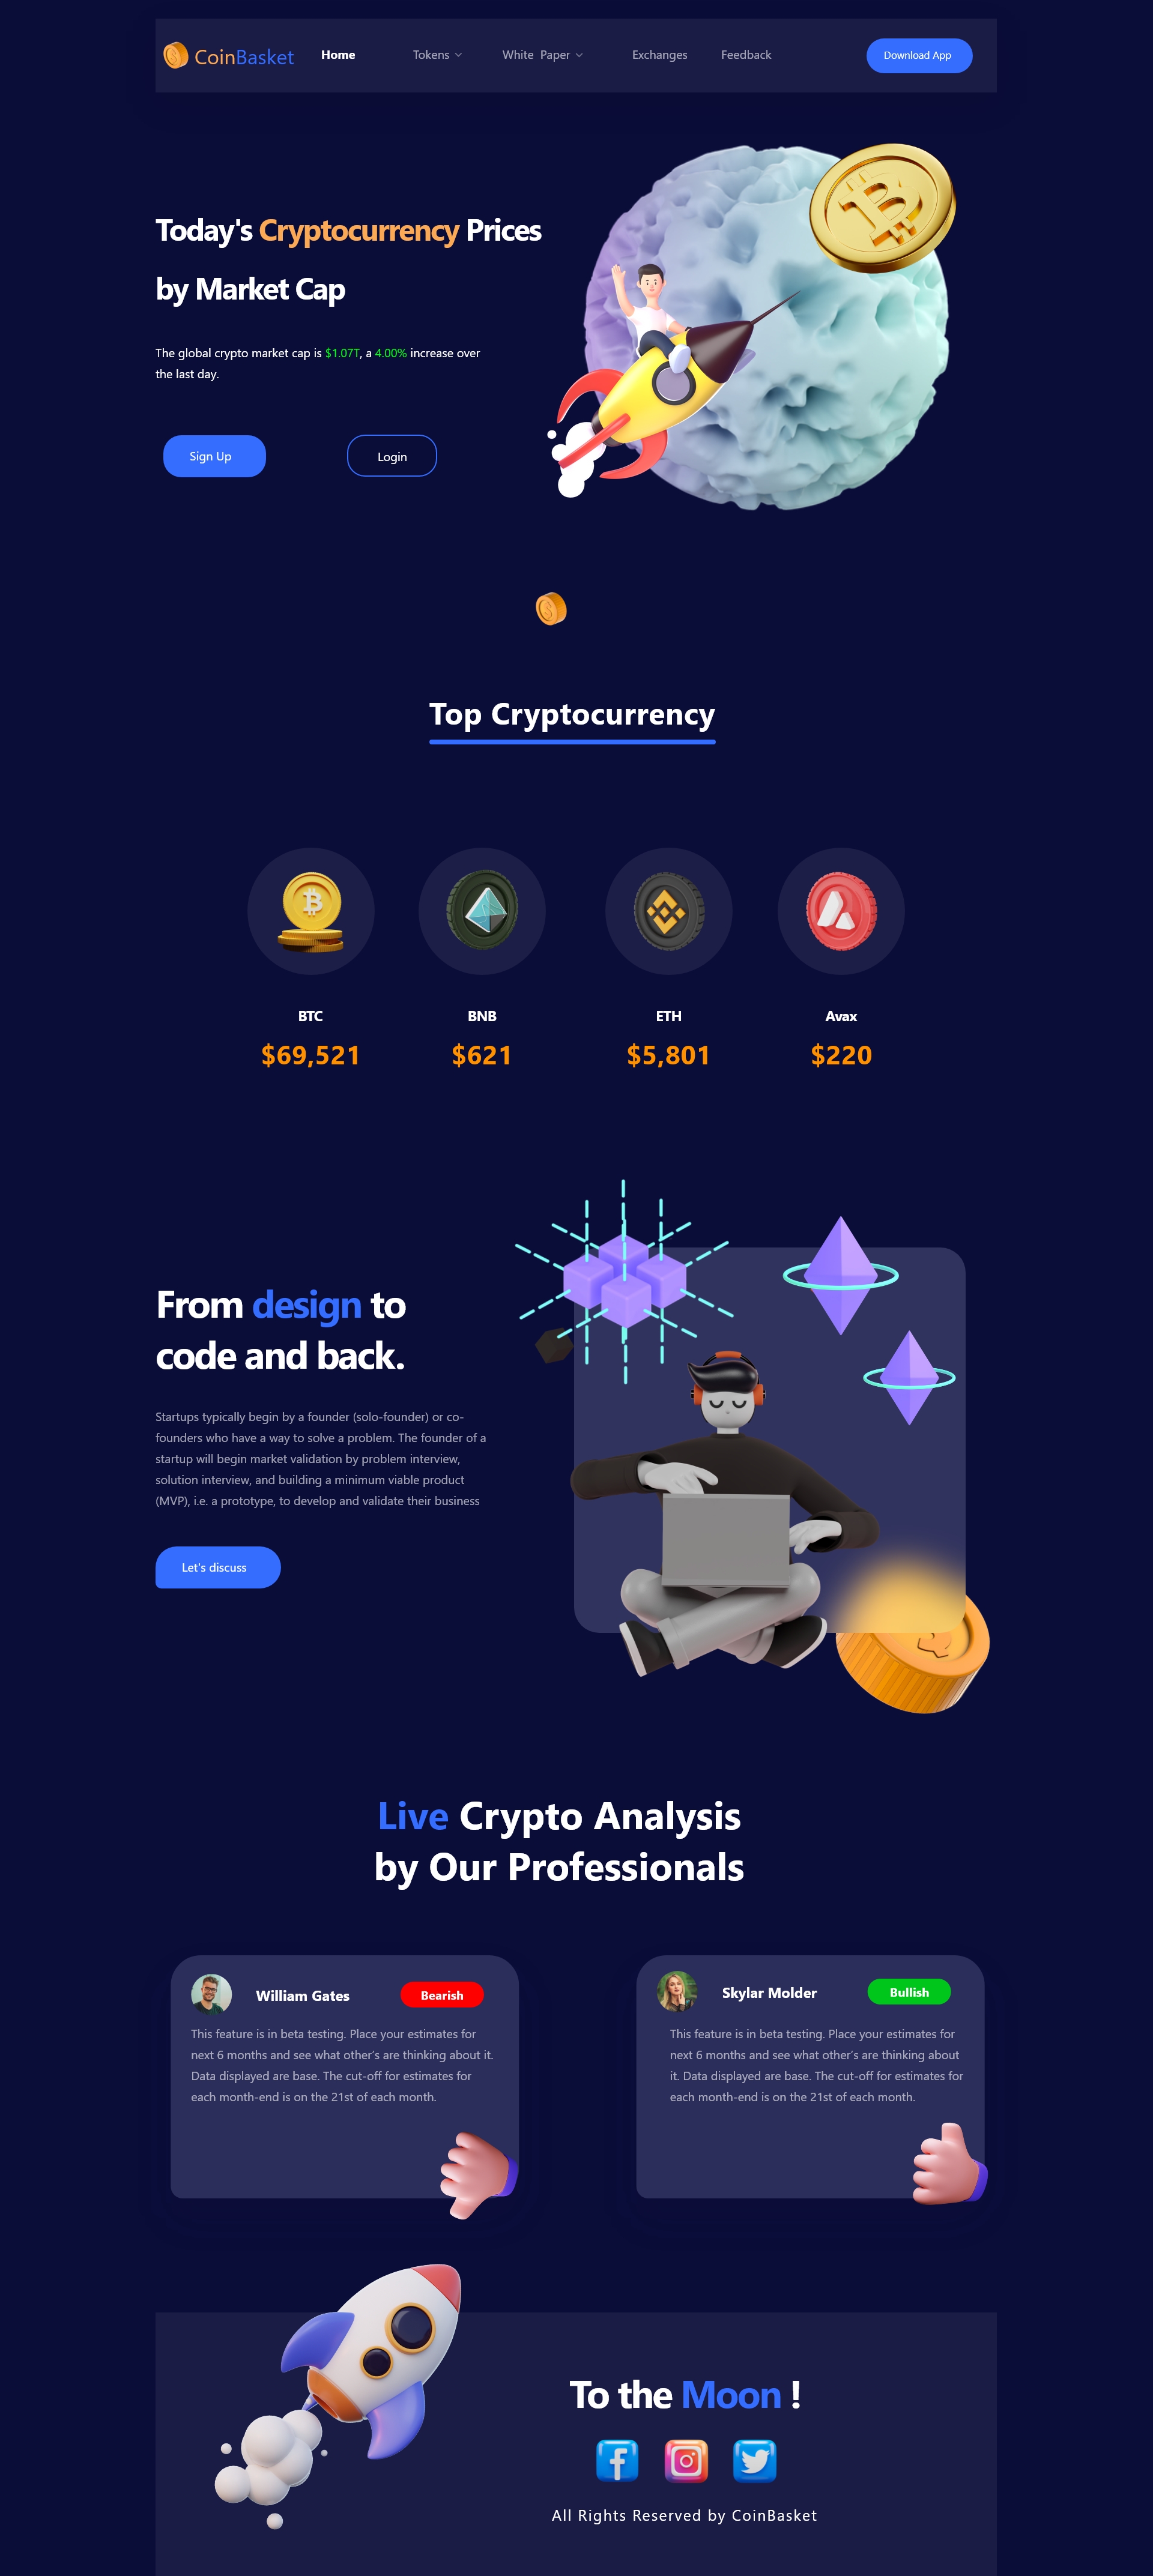 CoinBasket
Home
Tokens
White Paper
Exchanges
Feedback
Download App
Today's Cryptocurrency Prices
by Market Cap
The global crypto market cap is $1.07T, a 4.00% increase over
the last day.
Sign Up
Login
Top Cryptocurrency
BTC
BNB
ETH
Avax
$69,521
$621
$5,801
$220
From design to
code and back.
Startups typically begin by a founder (solo-founder) or co-
founders who have a way to solve a problem. The founder of a
startup will begin market validation by problem interview,
solution interview, and building a minimum viable product
(MVP), i.e. a prototype, to develop and validate their business
Let's discuss
Live Crypto Analysis
by Our Professionals
William Gates
Bearish
This feature is in beta testing. Place your estimates for
next 6 months and see what other's are thinking about it.
Data displayed are base. The cut-off for estimates for
each month-end is on the 21st of each month.
Skylar Molder
Bullish
This feature is in beta testing. Place your estimates for
next 6 months and see what other's are thinking about
it. Data displayed are base. The cut-off for estimates for
each month-end is on the 21st of each month.
To the Moon !
All Rights Reserved by CoinBasket